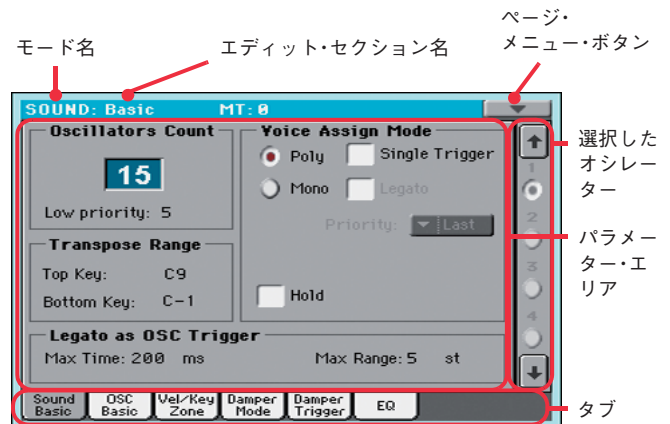 モード名
エディット・セクション名
ページ・
メニュー・ボタン
SOUND: Basic MT:0
Oscillators Count
15
Low priority: 5
Transpose Range
Top Key: C9
Bottom Key: C-1
Voice Assign Mode
Poly Single Trigger
Mono Legato
Priority: Last
Hold
Legato as OSC Trigger
Max Time: 200 ms Max Range: 5 st
1
2
3
4
選択した
オシレー
ター
パラメー
ター・エ
リア
Sound Basic
OSC Basic
Vel/Key Zone
Damper Mode
Damper Trigger
EQ
タブ